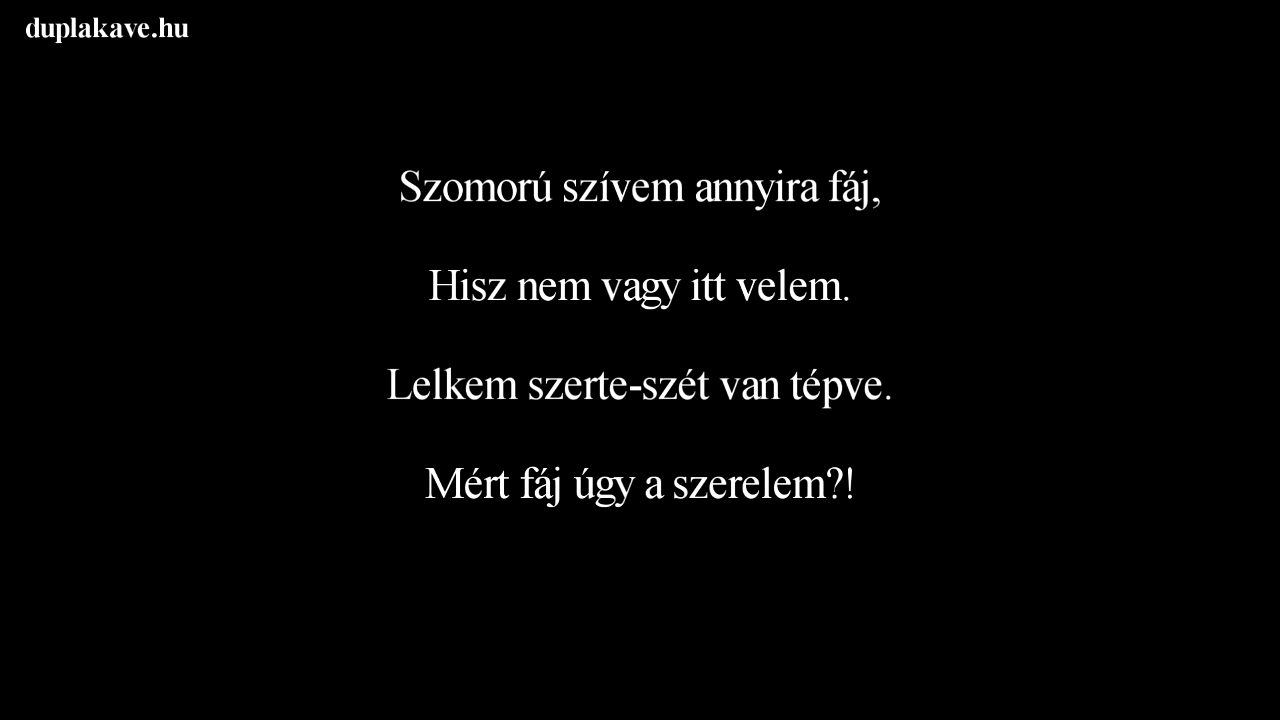 duplakave.hu
Szomorú szívem annyira fáj,
Hisz nem vagy itt velem.
Lelkem szerte-szét van tépve.
Mért fáj úgy a szerelem?!